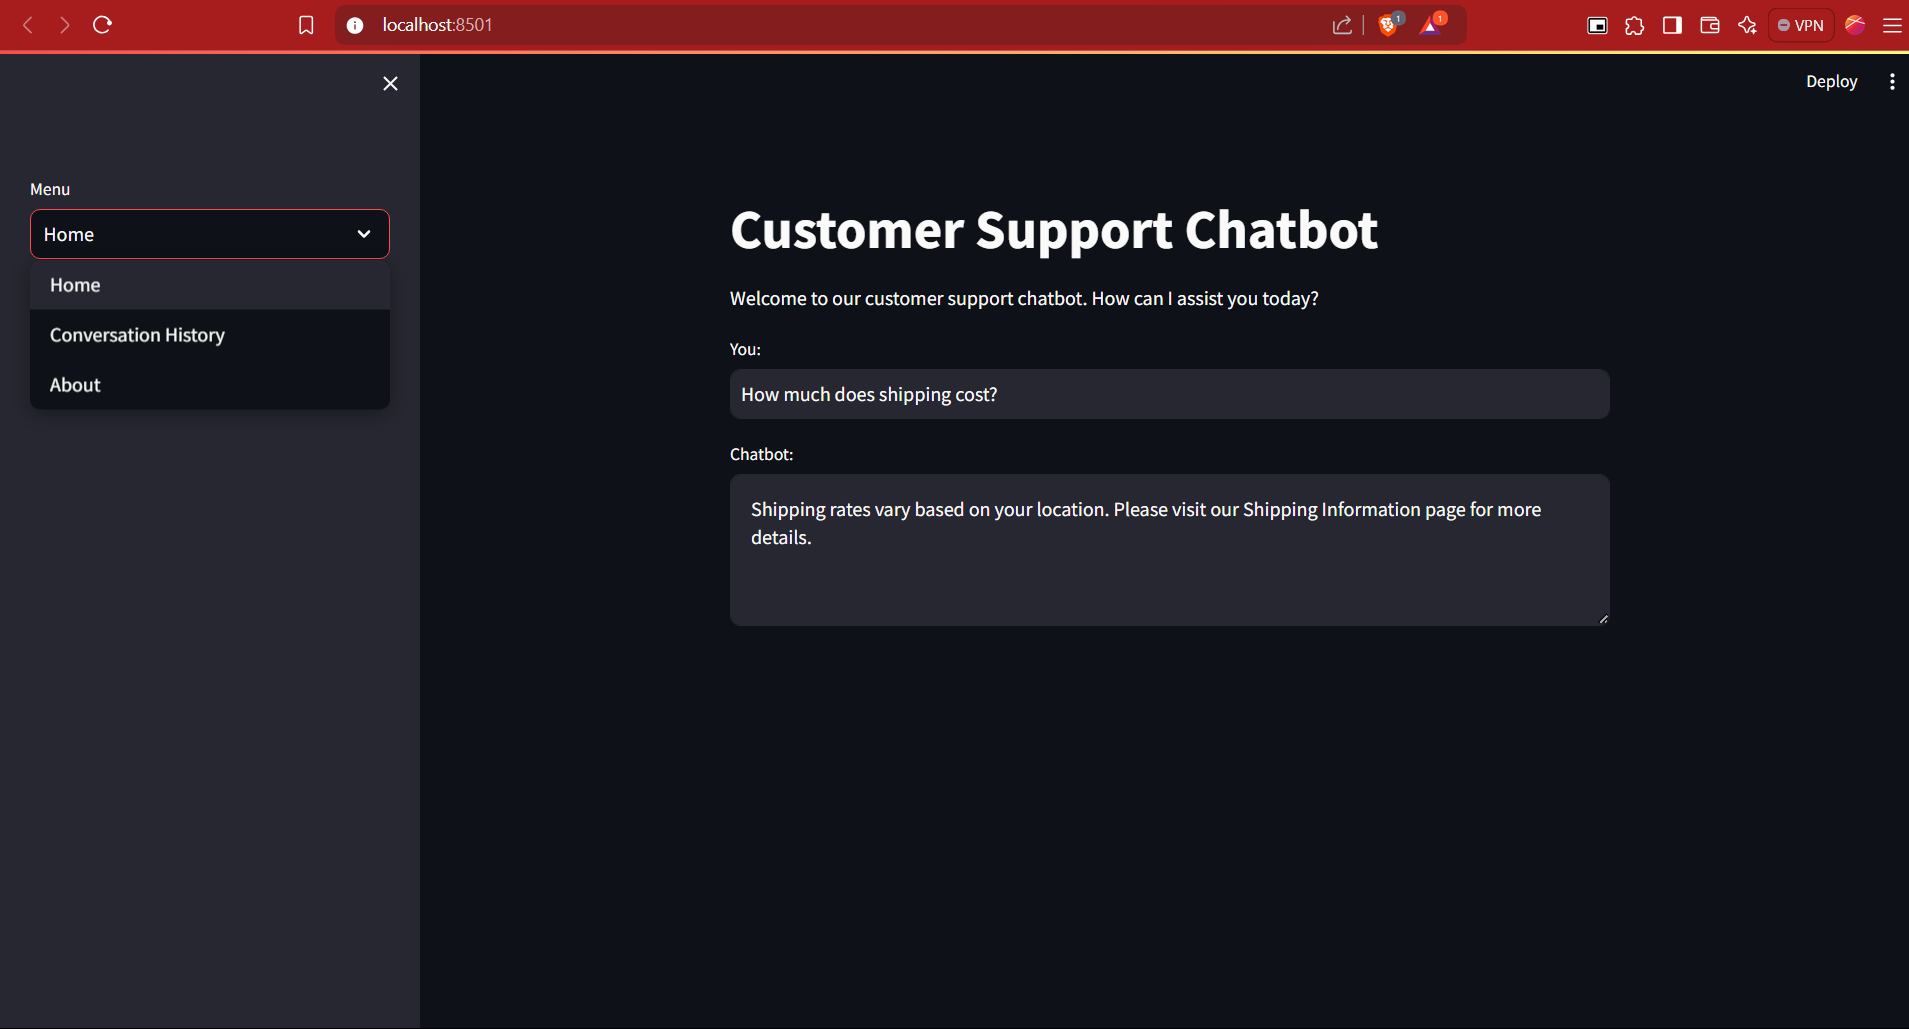 localhost:8501
1
1
VPN
Deploy
Menu
Home
Home
Conversation History
About
Customer Support Chatbot
Welcome to our customer support chatbot. How can I assist you today?
You:
How much does shipping cost?
Chatbot:
Shipping rates vary based on your location. Please visit our Shipping Information page for more
details.